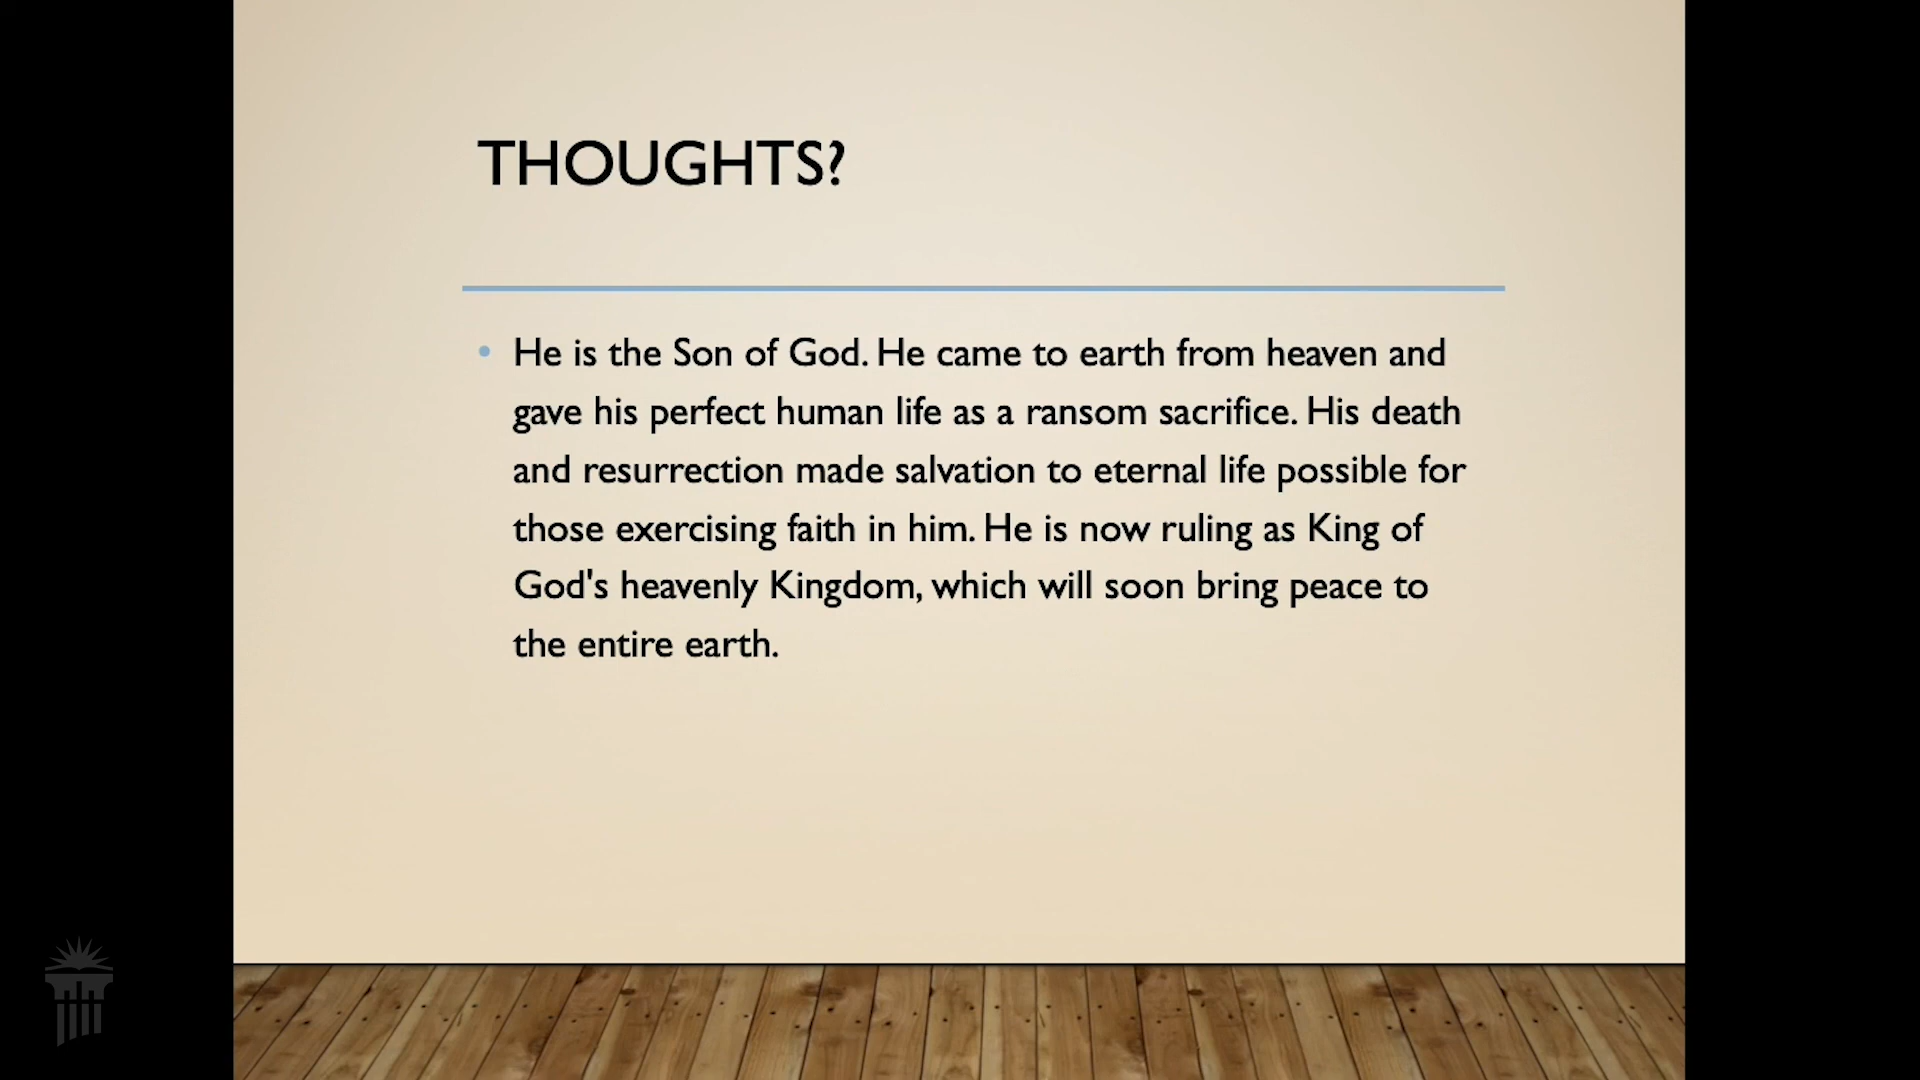 THOUGHTS?
• He is the Son of God. He came to earth from heaven and
gave his perfect human life as a ransom sacrifice. His death
and resurrection made salvation to eternal life possible for
those exercising faith in him. He is now ruling as King of
God's heavenly Kingdom, which will soon bring peace to
the entire earth.